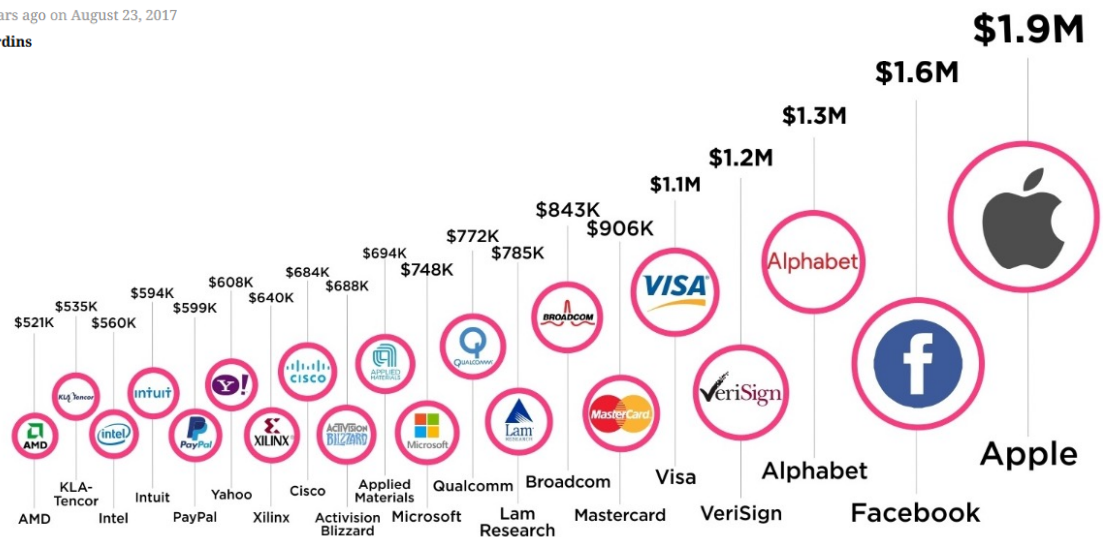 ars ago on August 23, 2017
rdins
$521K
$535K
$560K
$594K
$599K
$608K
$640K
$684K
$688K
$694K
$748K
$772K
$785K
$843K
$906K
$1.1M
$1.2M
$1.3M
$1.6M
$1.9M
AMD
KLA Tencor
intel
intuit
PayPal
Y!
XILINX
CISCO
ACTIVISION
BLIZZARD
APPLIED
MATERIALS
Microsoft
QUALCOMM
Lam
RESEARCH
BROADCOM
MasterCard
VISA
VeriSign
Alphabet
f
AMD
KLA-
Tencor
Intel
Intuit
PayPal
Yahoo
Xilinx
Cisco
Activision
Blizzard
Applied
Materials
Microsoft
Qualcomm
Lam
Research
Broadcom
Mastercard
Visa
VeriSign
Alphabet
Facebook
Apple